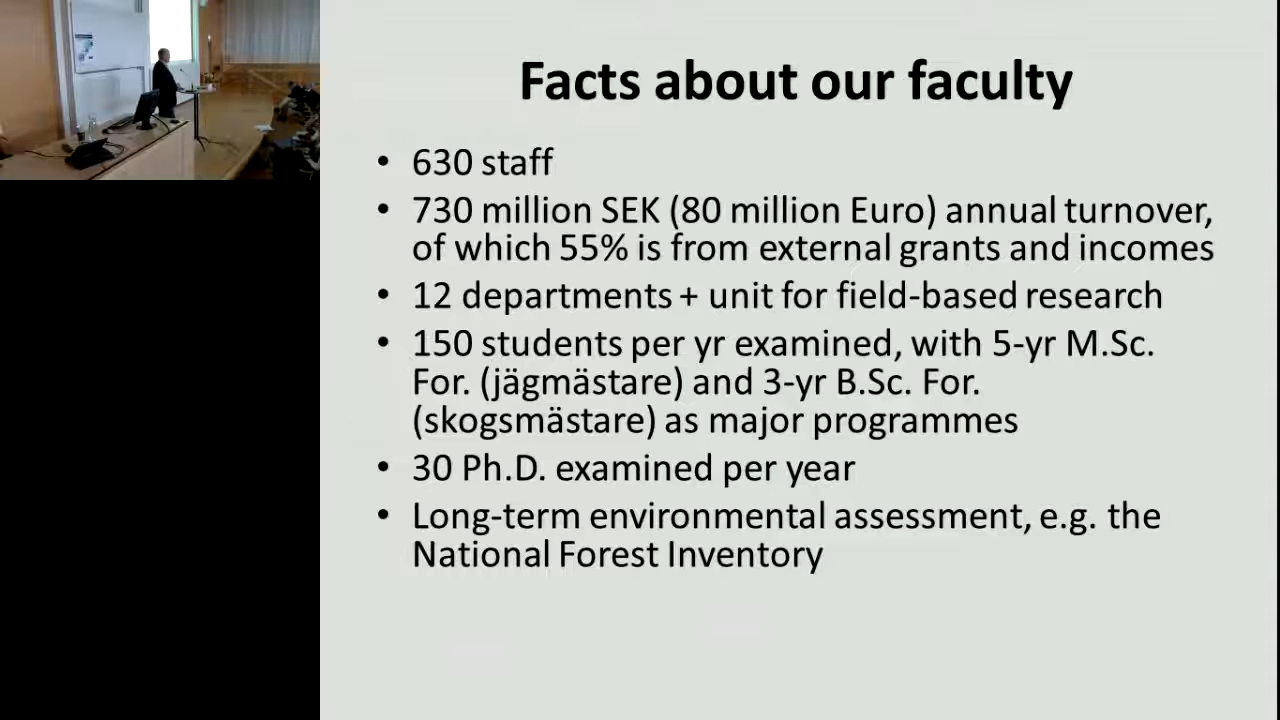 Facts about our faculty
• 630 staff
• 730 million SEK (80 million Euro) annual turnover,
of which 55% is from external grants and incomes
• 12 departments + unit for field-based research
• 150 students per yr examined, with 5-yr M.Sc.
For. (jägmästare) and 3-yr B.Sc. For.
(skogsmästare) as major programmes
• 30 Ph.D. examined per year
• Long-term environmental assessment, e.g. the
National Forest Inventory